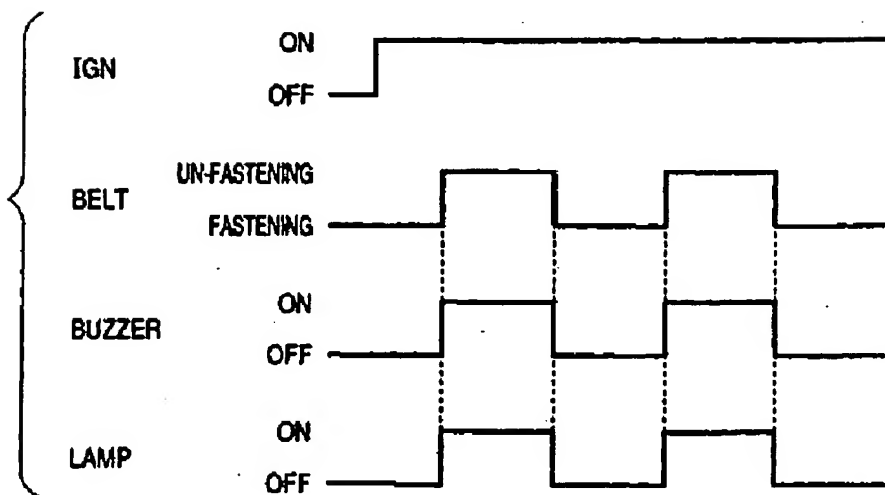 IGN
ON
OFF
BELT
UN-FASTENING
FASTENING
BUZZER
ON
OFF
LAMP
ON
OFF